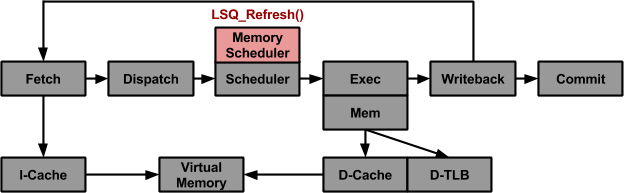 LSQ_Refresh()
Memory
Scheduler
Fetch
Dispatch
Scheduler
Exec
Writeback
Commit
Mem
I-Cache
Virtual
Memory
D-Cache
D-TLB